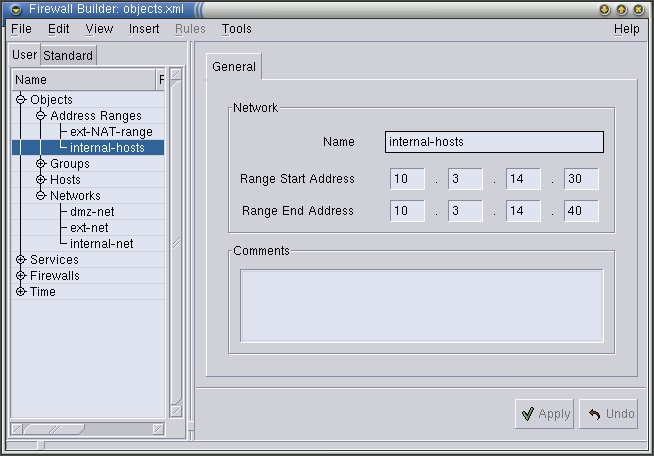 Firewall Builder: objects.xml
File Edit View Insert Rules Tools Help
User Standard
Name F
Objects
Address Ranges
ext-NAT-range
internal-hosts
Groups
Hosts
Networks
dmz-net
ext-net
internal-net
Services
Firewalls
Time
General
Network
Name internal-hosts
Range Start Address 10 . 3 . 14 . 30
Range End Address 10 . 3 . 14 . 40
Comments
Apply Undo